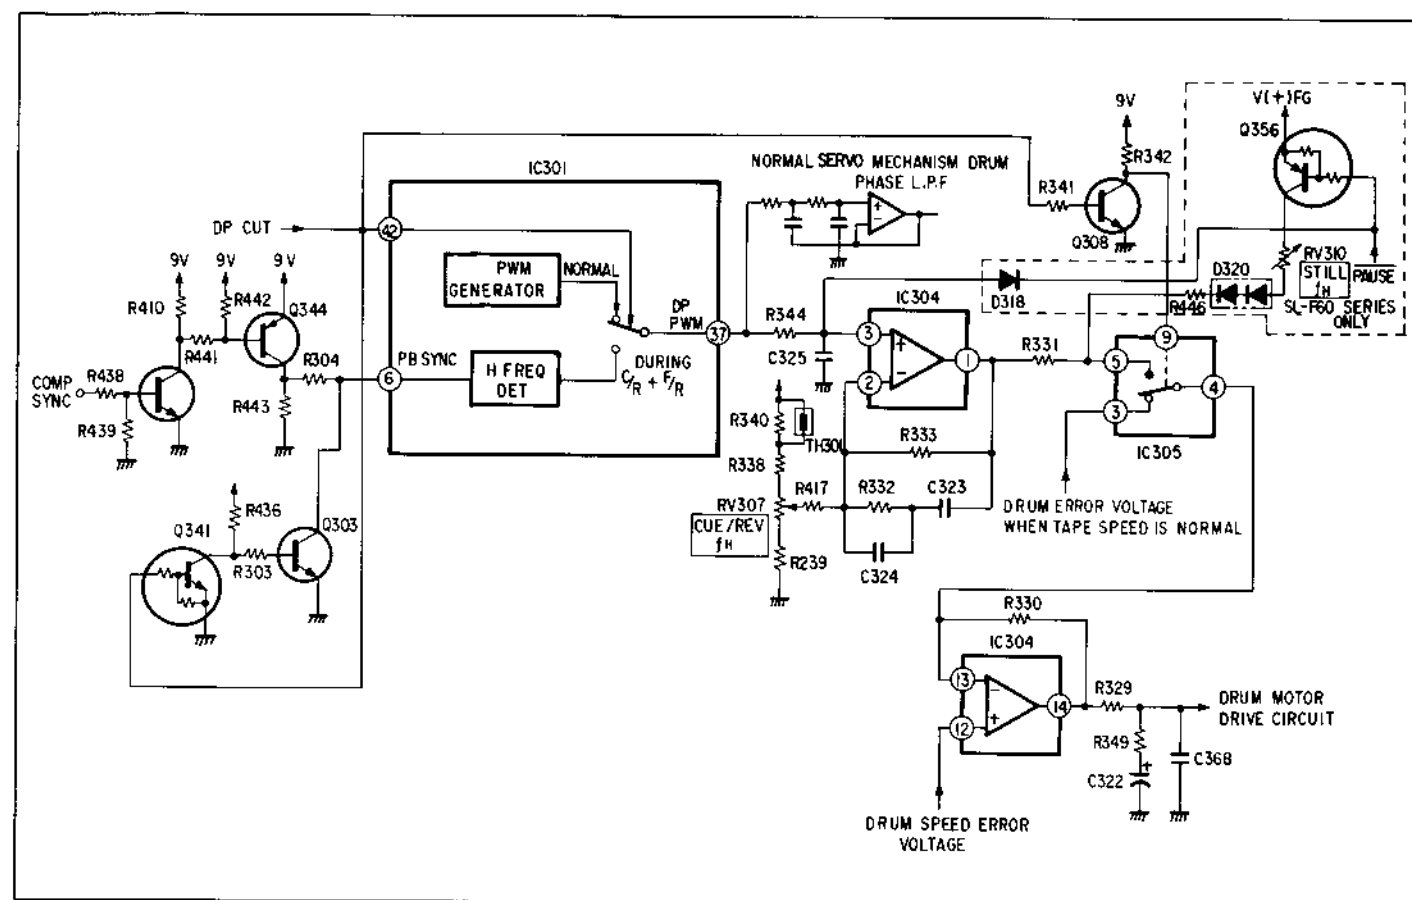 9V
V(+)FG
Q356
IC301
NORMAL SERVO MECHANISM DRUM
PHASE L.P.F
R342
R341
Q308
DP CUT
42
9V
9V
9V
R410
R442
Q344
PWM
GENERATOR
NORMAL
D318
IC304
D320
RV310
STILL
fH
PAUSE
R446
SL-F60 SERIES
ONLY
DP
PWM
37
R344
3
1
R331
9
5
4
R441
R304
PB SYNC
6
H FREQ
DET
DURING
C/R + F/R
C325
2
3
IC305
COMP
SYNC
R438
R443
R439
R340
TH301
R333
R338
R332
C323
R417
RV307
CUE/REV
fH
DRUM ERROR VOLTAGE
WHEN TAPE SPEED IS NORMAL
R436
Q341
Q303
R303
R239
C324
R330
IC304
13
14
12
R329
DRUM MOTOR
DRIVE CIRCUIT
R349
C368
+
C322
DRUM SPEED ERROR
VOLTAGE